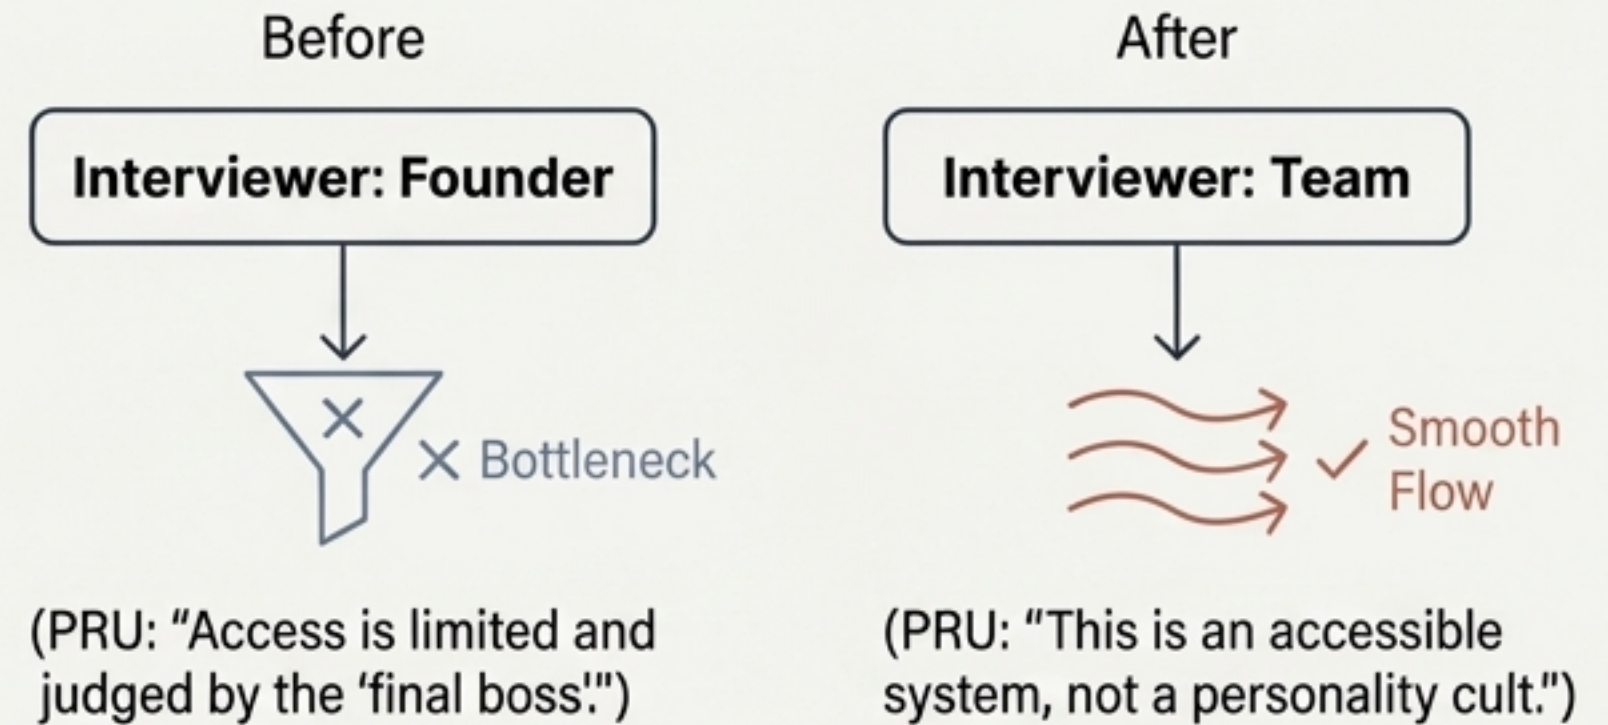 Before
Interviewer: Founder
Bottleneck
(PRU: “Access is limited and
judged by the ‘final boss'.")
After
Interviewer: Team
Smooth
Flow
(PRU: “This is an accessible
system, not a personality cult.")